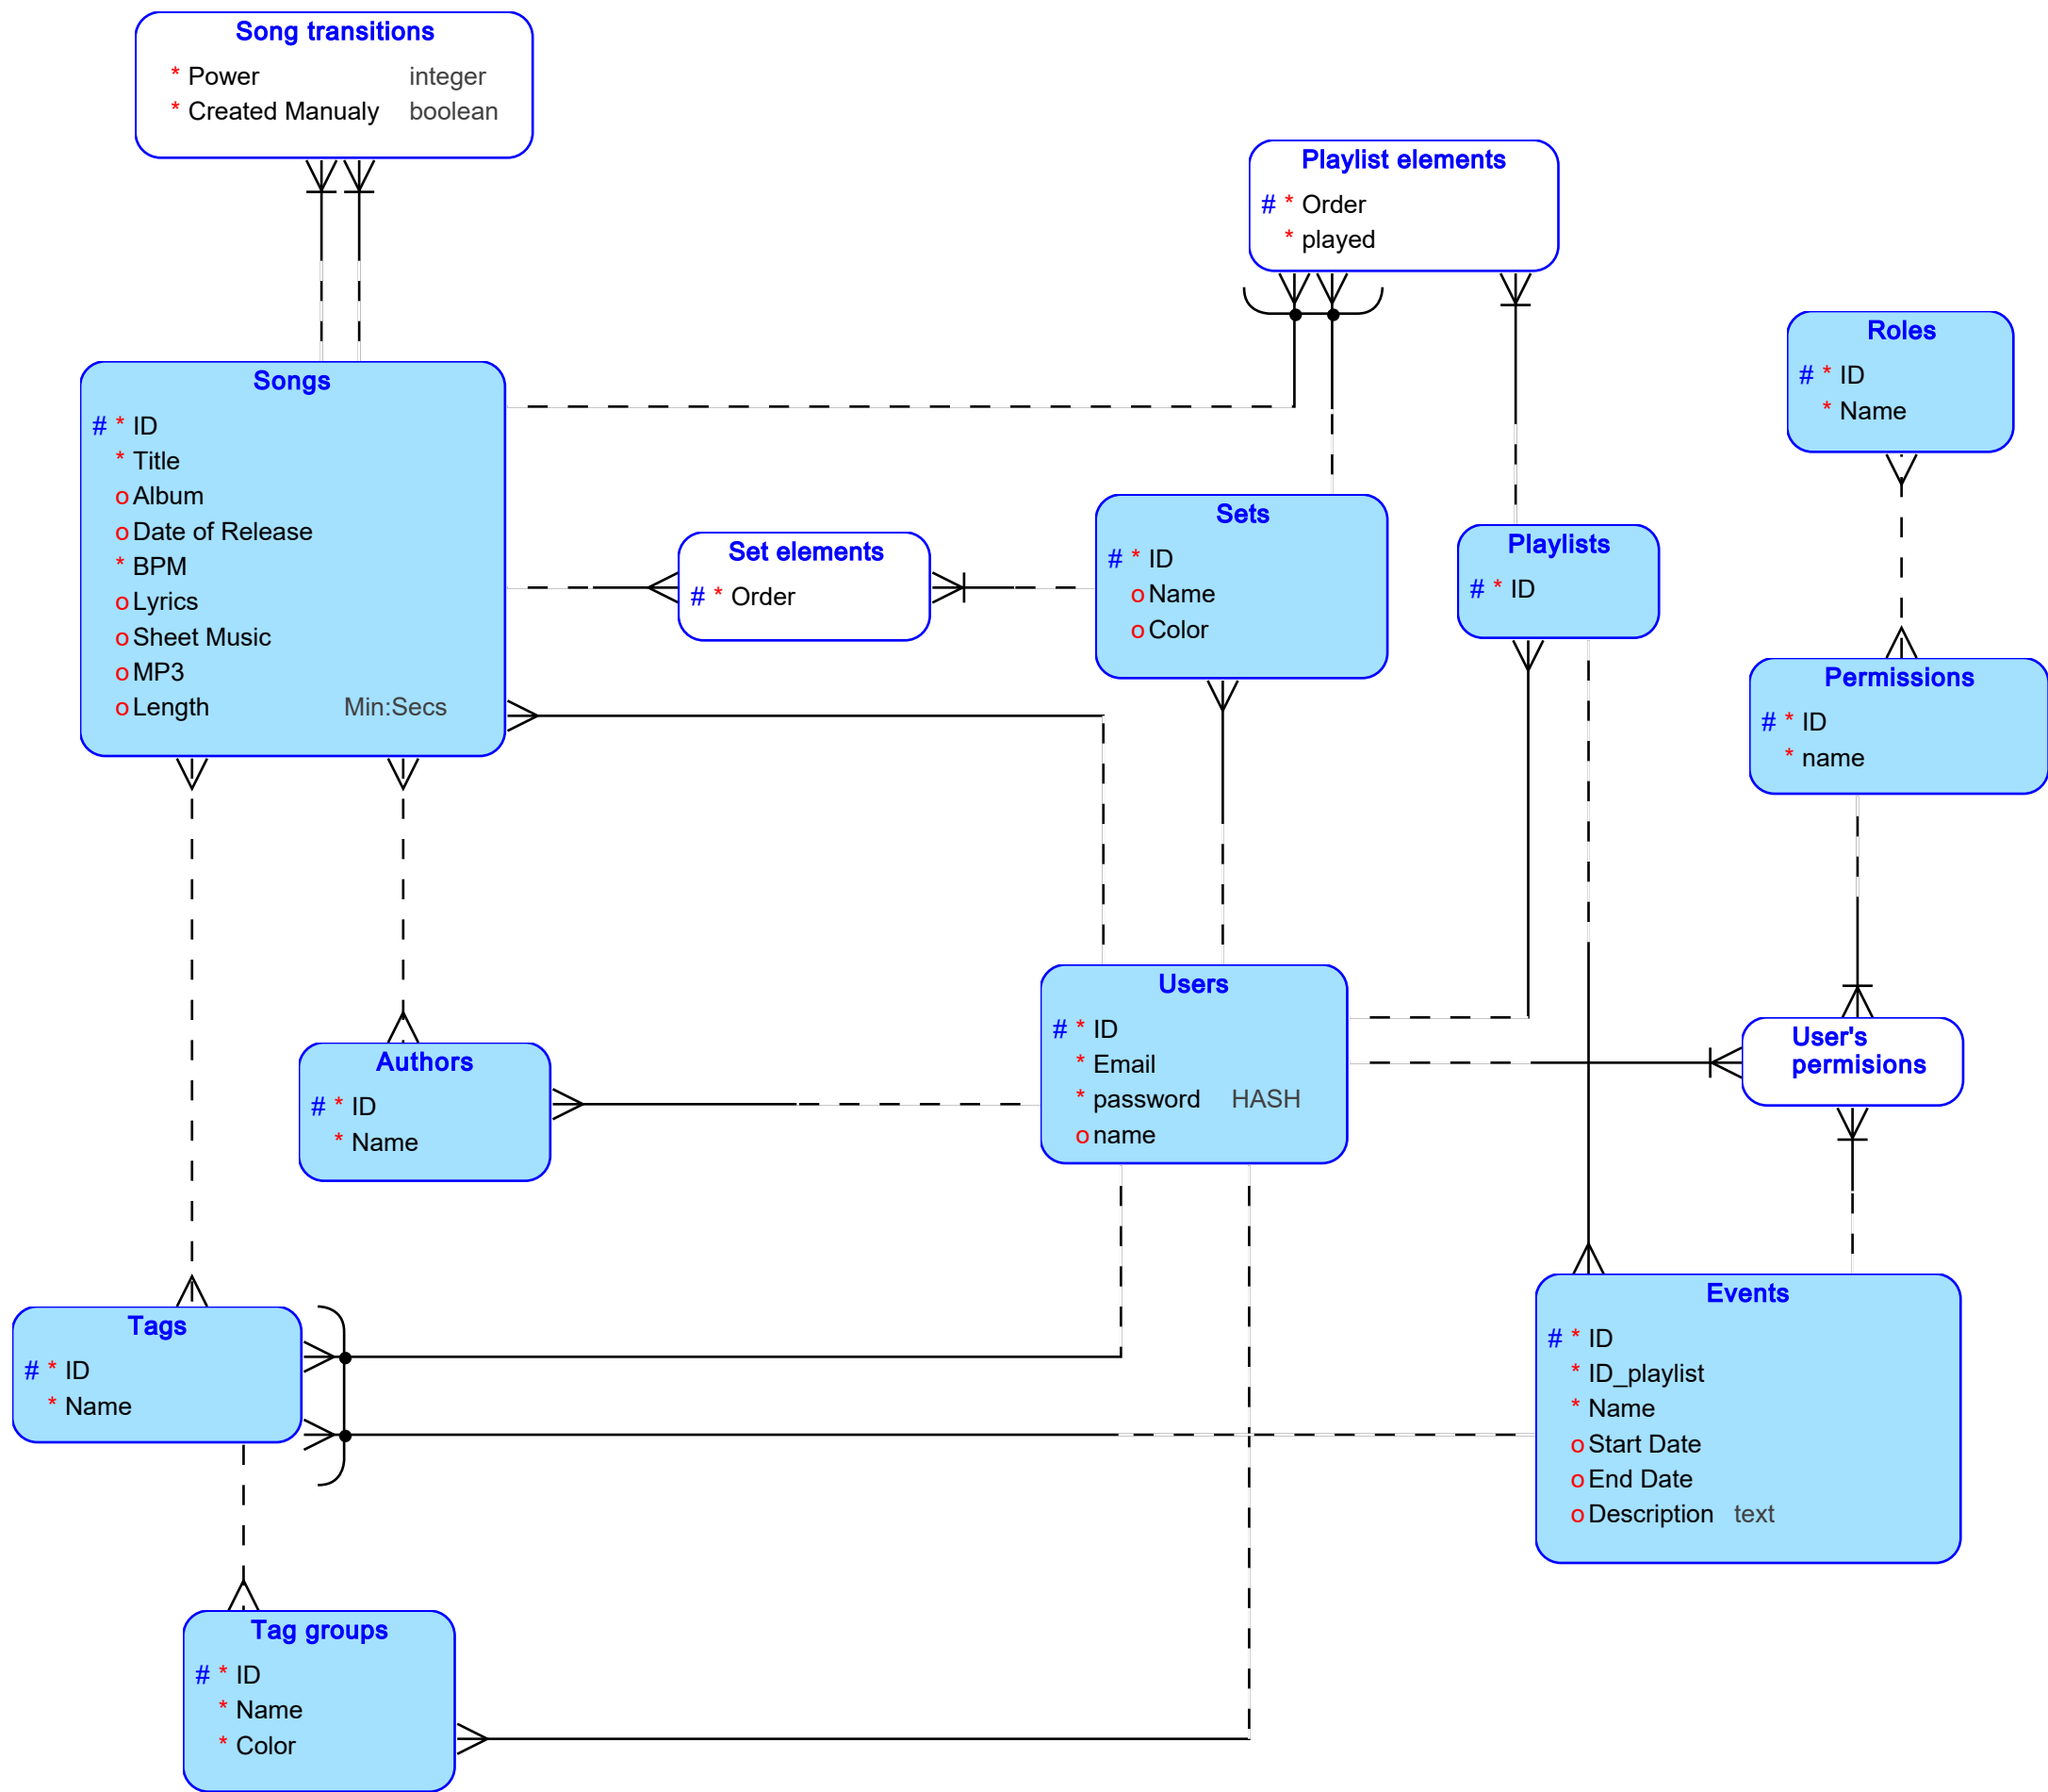 Song transitions
* Power integer
* Created Manualy boolean
Playlist elements
# * Order
* played
Roles
# * ID
* Name
Songs
# * ID
* Title
o Album
o Date of Release
* BPM
o Lyrics
o Sheet Music
o MP3
o Length Min:Secs
Set elements
# * Order
Sets
# * ID
o Name
o Color
Playlists
# * ID
Permissions
# * ID
* name
Users
# * ID
* Email
* password HASH
o name
User's
permisions
Authors
# * ID
* Name
Tags
# * ID
* Name
Events
# * ID
* ID_playlist
* Name
o Start Date
o End Date
o Description text
Tag groups
# * ID
* Name
* Color